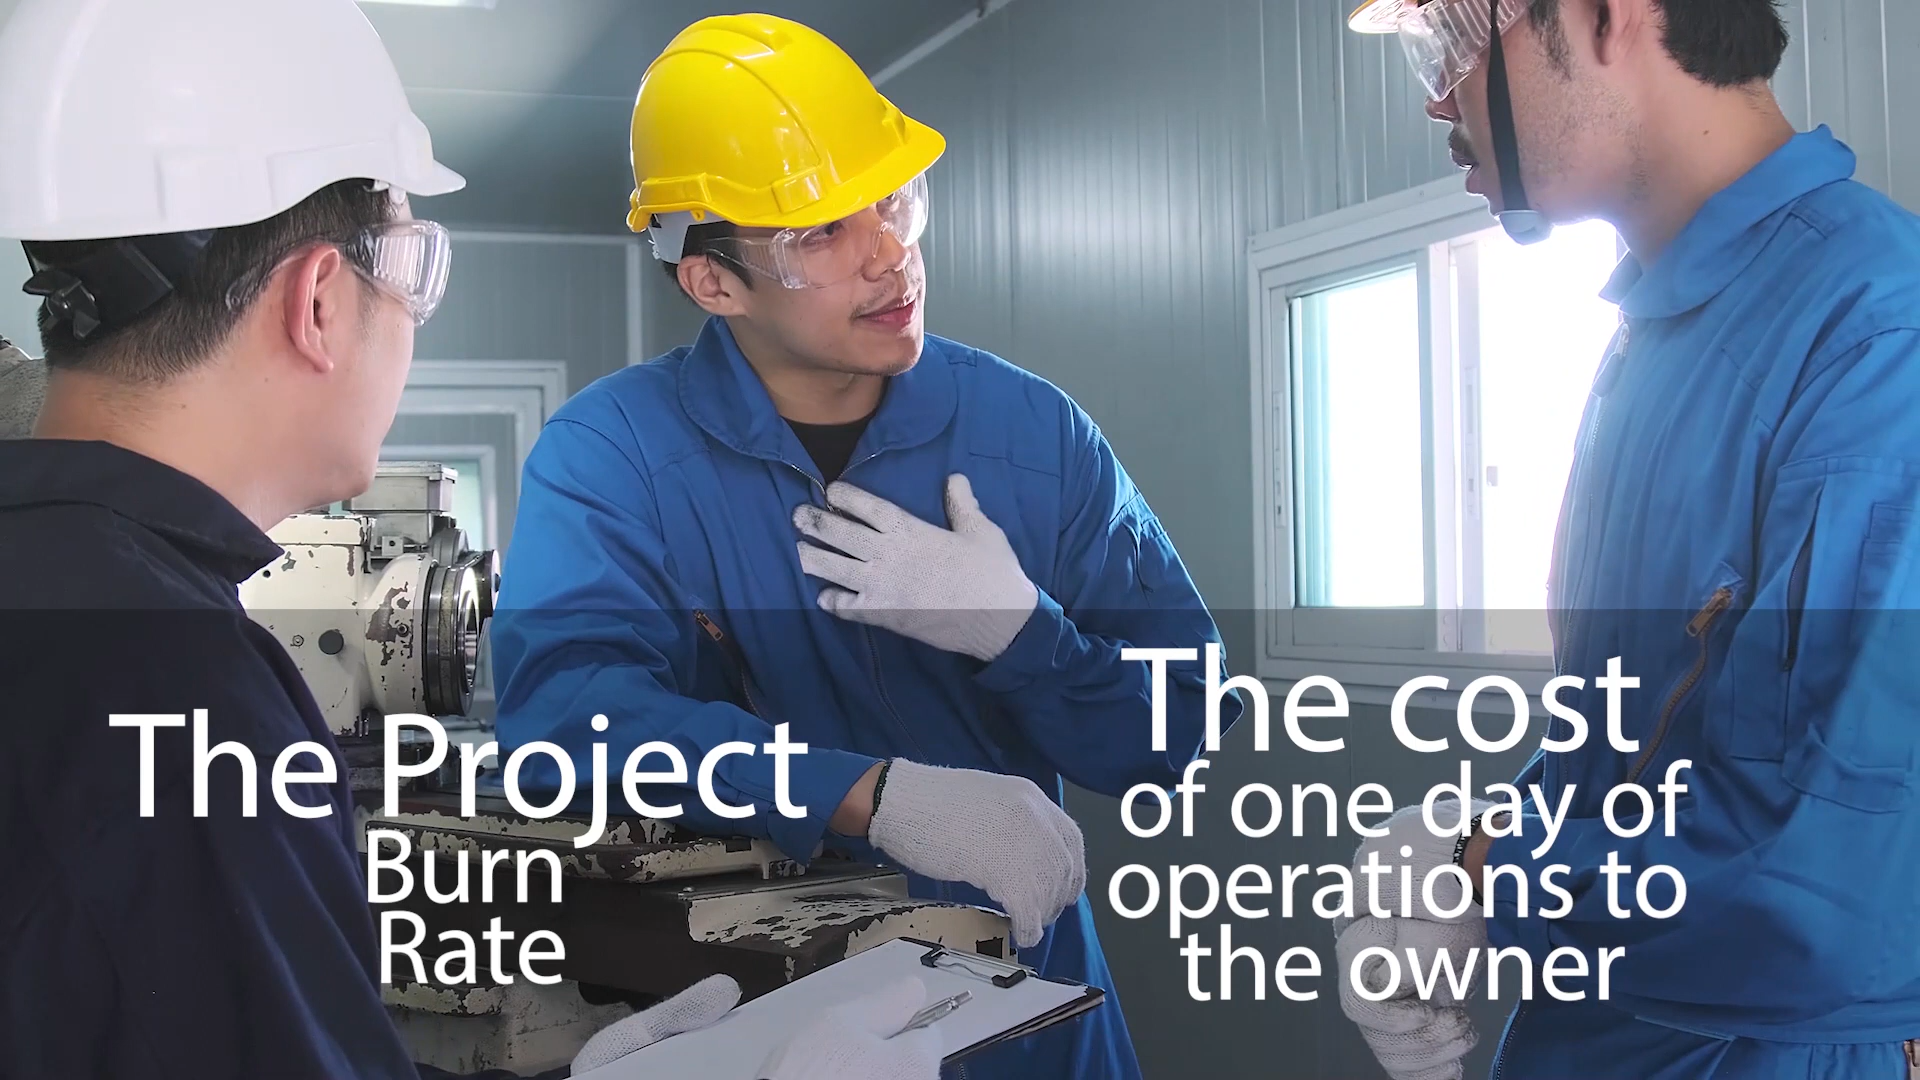 The Project
Burn
Rate
The cost
of one day of
operations to
the owner